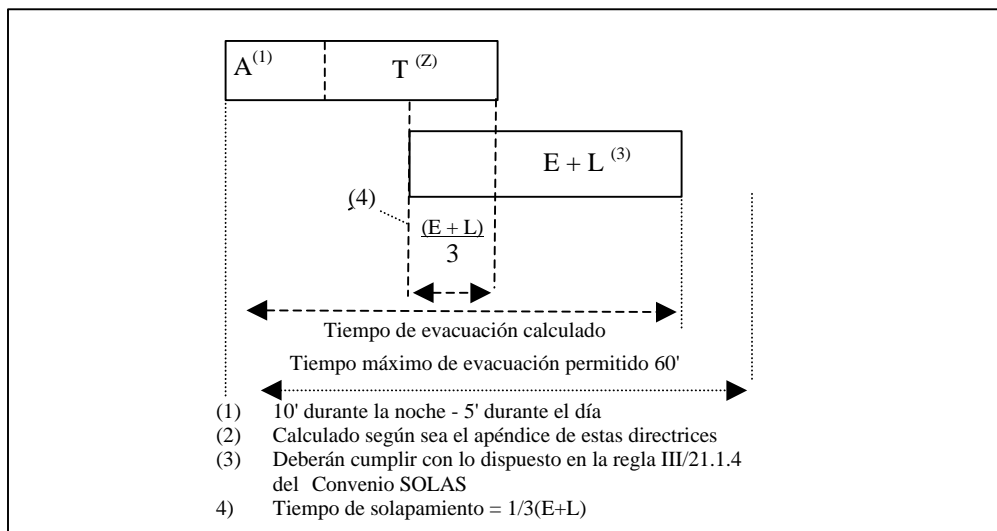 A(1) T (Z)
E + L (3)
(4)
(E + L)
3
Tiempo de evacuación calculado
Tiempo máximo de evacuación permitido 60'
(1) 10' durante la noche - 5' durante el día
(2) Calculado según sea el apéndice de estas directrices
(3) Deberán cumplir con lo dispuesto en la regla III/21.1.4
del Convenio SOLAS
4) Tiempo de solapamiento = 1/3(E+L)